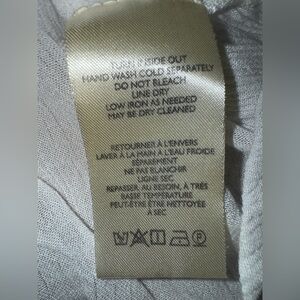 TURN INSIDE OUT
HAND WASH COLD SEPARATELY
DO NOT BLEACH
LINE DRY
LOW IRON AS NEEDED
MAY BE DRY CLEANED
RETOURNER À L'ENVERS
LAVER À LA MAIN À L'EAU FROIDE
SÉPAREMENT
NE PAS BLANCHIR
LIGNE SEC
REPASSER, AU BESOIN, À TRÈS
BASSE TEMPÉRATURE
PEUT-ÊTRE ÊTRE NETTOYÉE
À SEC
P